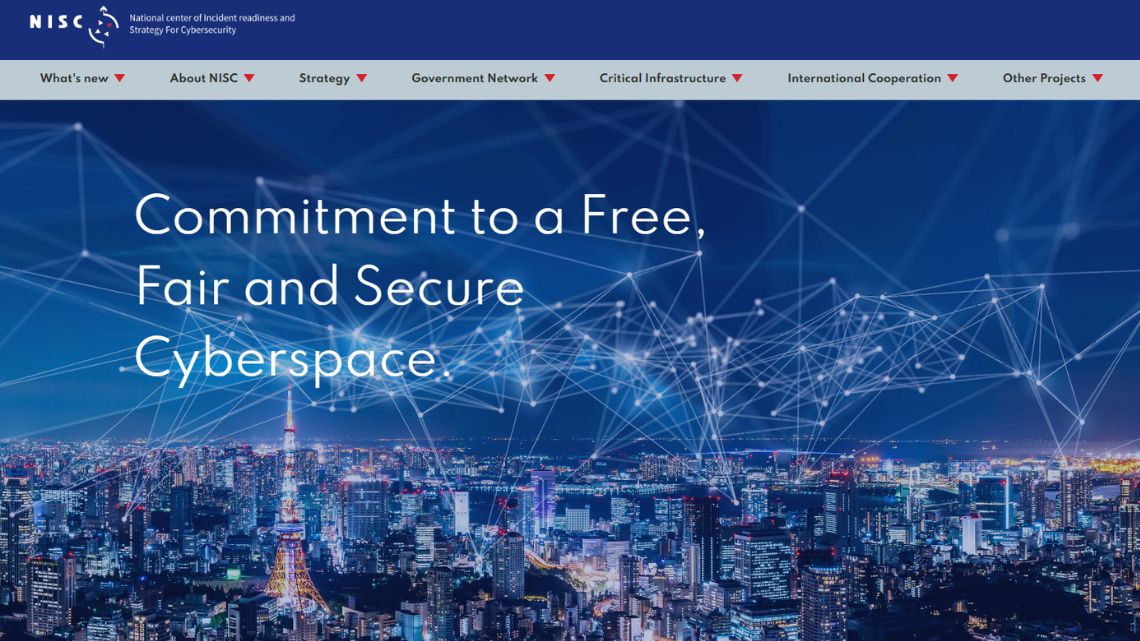 NISC
National center of Incident readiness and
Strategy For Cybersecurity
What's new
About NISC
Strategy
Government Network
Critical Infrastructure
International Cooperation
Other Projects
Commitment to a Free,
Fair and Secure
Cyberspace.